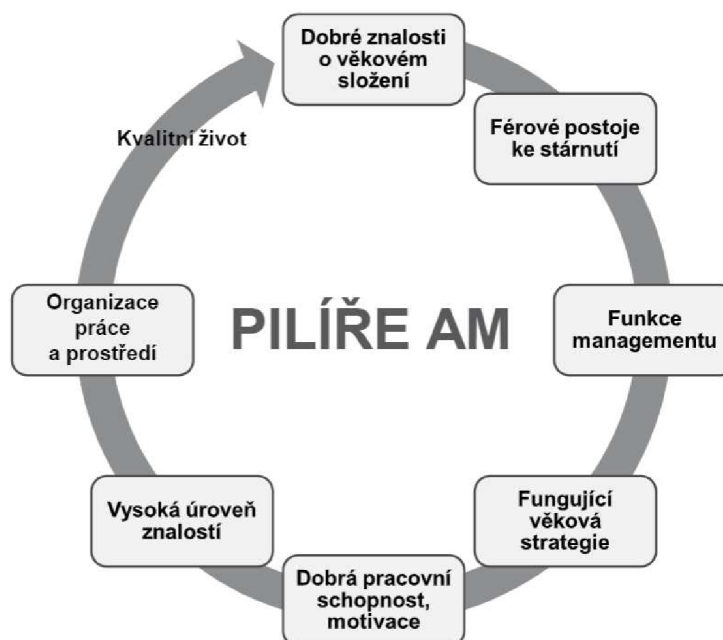 Dobré znalosti
o věkovém
složení
Férové postoje
ke stárnutí
Funkce
managementu
Fungující
věková
strategie
Dobrá pracovní
schopnost,
motivace
Vysoká úroveň
znalostí
Organizace
práce
a prostředí
Kvalitní život
PILÍŘE AM